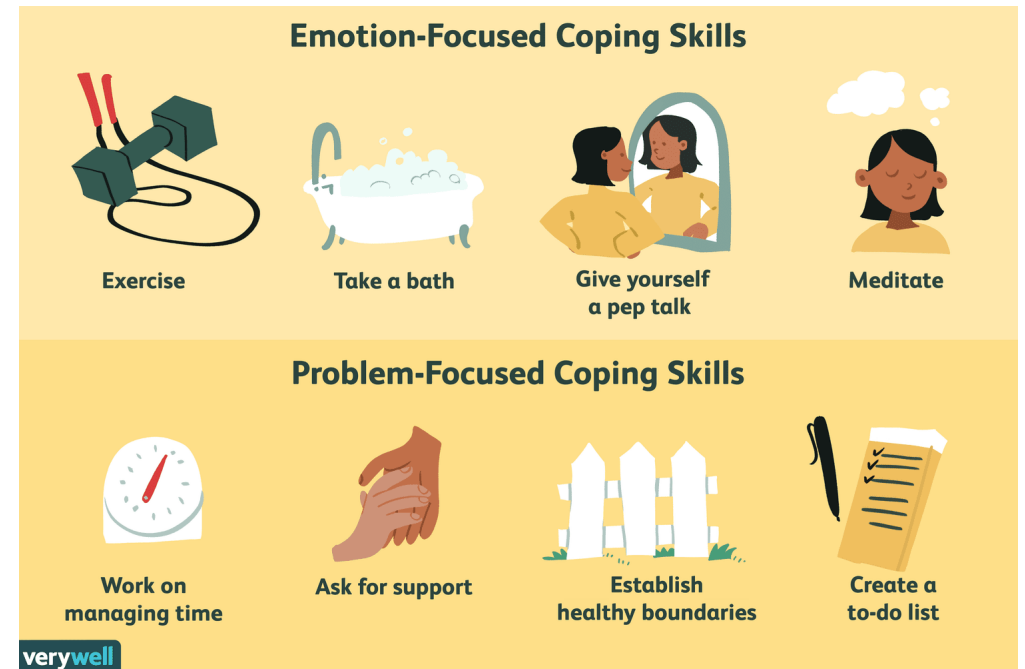 Emotion-Focused Coping Skills
Exercise
Take a bath
Give yourself
a pep talk
Meditate
Problem-Focused Coping Skills
Work on
managing time
Ask for support
Establish
healthy boundaries
Create a
to-do list
verywell